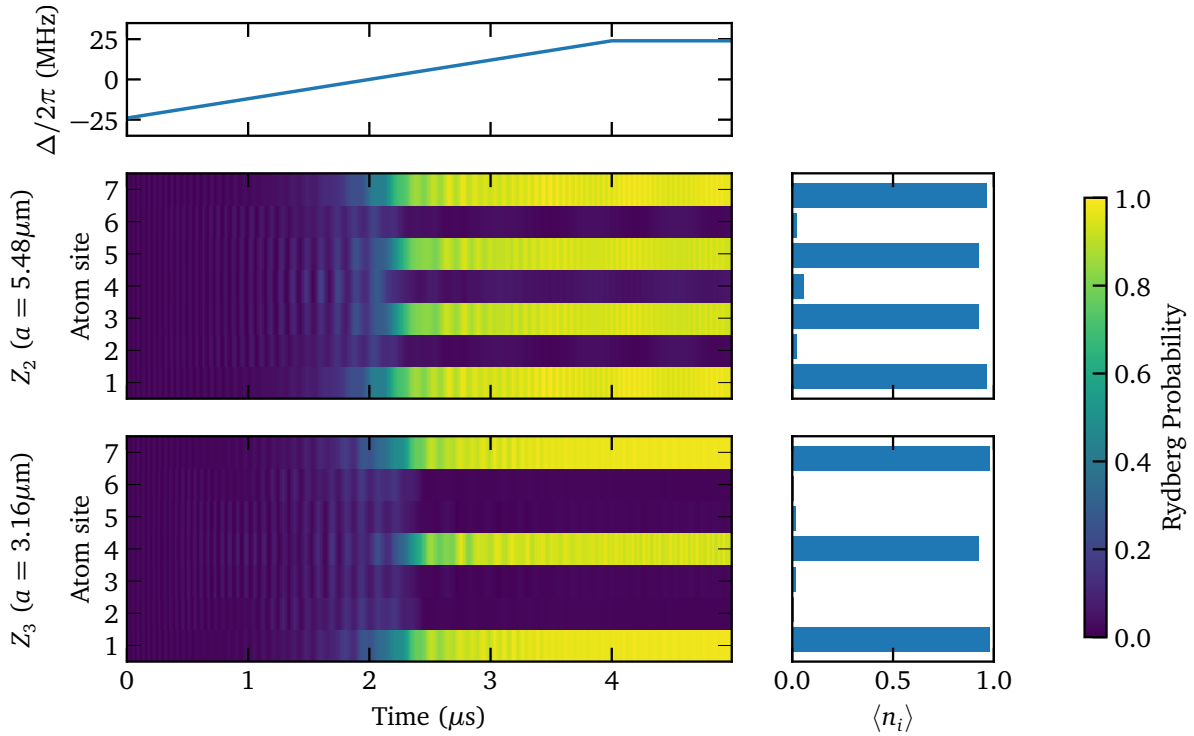 Δ/2π (MHz)
25
0
−25
Z₂ (a = 5.48μm)
Atom site
7
6
5
4
3
2
1
Z₃ (a = 3.16μm)
Atom site
7
6
5
4
3
2
1
0 1 2 3 4
Time (μs)
0.0 0.5 1.0
⟨nᵢ⟩
1.0
0.8
0.6
0.4
0.2
0.0
Rydberg Probability